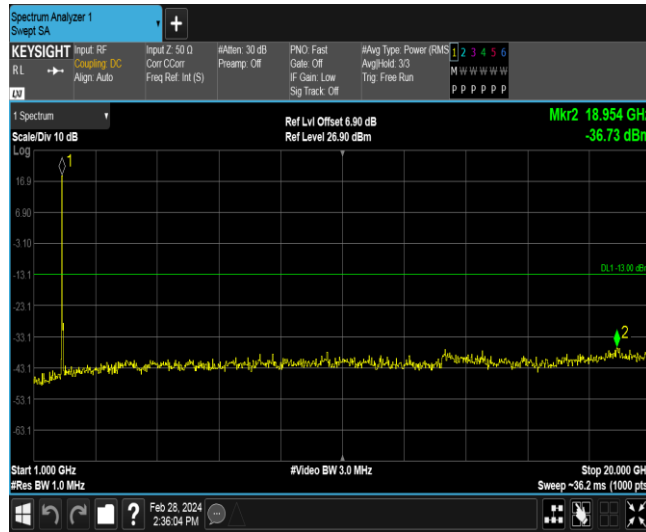 Spectrum Analyzer 1
Swept SA
+
KEYSIGHT
RL
LXI
Input: RF
Coupling: DC
Align: Auto
Input Z: 50 Ω
Corr CCorr
Freq Ref: Int (S)
#Atten: 30 dB
Preamp: Off
PNO: Fast
Gate: Off
IF Gain: Low
Sig Track: Off
#Avg Type: Power (RMS
Avg|Hold: 3/3
Trig: Free Run
1 2 3 4 5 6
M W W W W W
P P P P P P
1 Spectrum
Scale/Div 10 dB
Log
Ref Lvl Offset 6.90 dB
Ref Level 26.90 dBm
Mkr2 18.954 GHz
-36.73 dBm
1
16.9
6.90
-3.10
-13.1
DL1 -13.00 dBm
-23.1
-33.1
2
-43.1
-53.1
-63.1
Start 1.000 GHz
#Res BW 1.0 MHz
#Video BW 3.0 MHz
Stop 20.000 GHz
Sweep ~36.2 ms (1000 pts)
?
Feb 28, 2024
2:36:04 PM